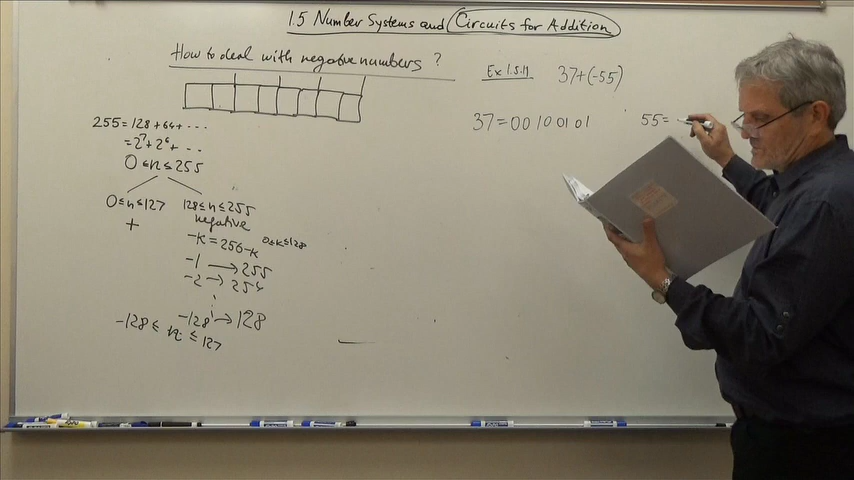 1.5 Number Systems and Circuits for Addition
How to deal with negative numbers ?
255 = 128 + 64 + ...
= 2⁷ + 2⁶ + ...
0 ≤ n ≤ 255
0 ≤ n ≤ 127
+
128 ≤ n ≤ 255
negative
-k = 256 - k 0≤k≤128
-1 → 255
-2 → 254
⋮
-128 → 128
-128 ≤ n ≤ 127
Ex 1.5.11 37 + (-55)
37 = 00100101 55 =